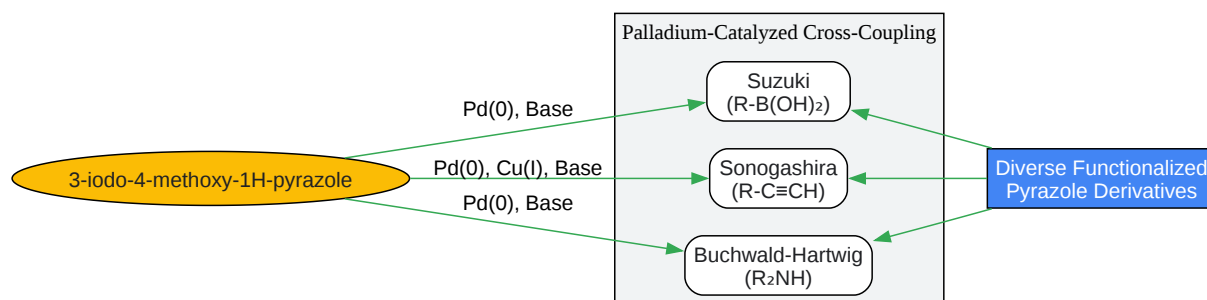 Palladium-Catalyzed Cross-Coupling
Suzuki
(R-B(OH)₂)
Pd(0), Base
3-iodo-4-methoxy-1H-pyrazole
Pd(0), Cu(I), Base
Sonogashira
(R-C≡CH)
Diverse Functionalized
Pyrazole Derivatives
Pd(0), Base
Buchwald-Hartwig
(R₂NH)